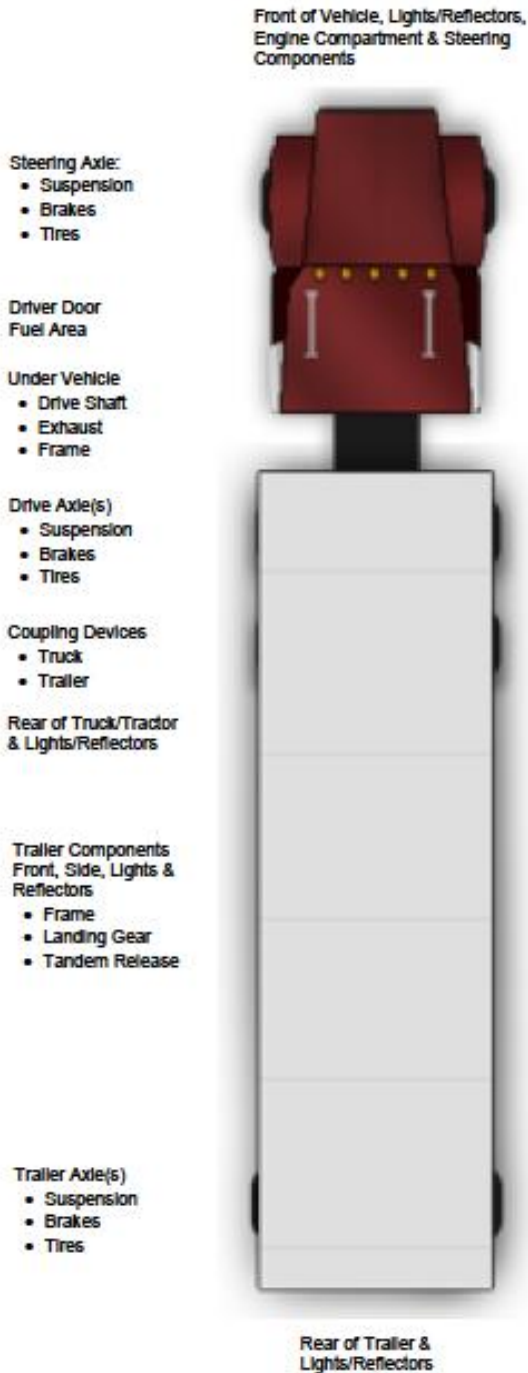 Front of Vehicle, Lights/Reflectors,
Engine Compartment & Steering
Components
Steering Axle:
• Suspension
• Brakes
• Tires
Driver Door
Fuel Area
Under Vehicle
• Drive Shaft
• Exhaust
• Frame
Drive Axle(s)
• Suspension
• Brakes
• Tires
Coupling Devices
• Truck
• Trailer
Rear of Truck/Tractor
& Lights/Reflectors
Trailer Components
Front, Side, Lights &
Reflectors
• Frame
• Landing Gear
• Tandem Release
Trailer Axle(s)
• Suspension
• Brakes
• Tires
Rear of Trailer &
Lights/Reflectors